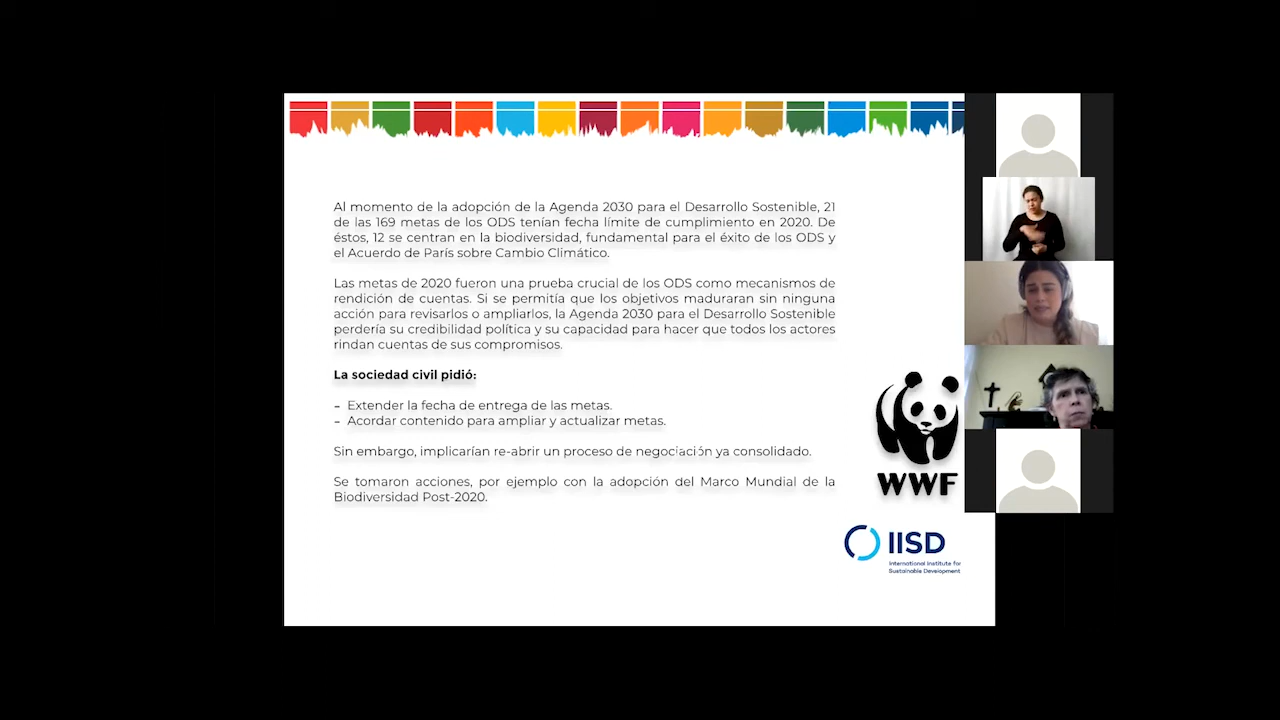 Al momento de la adopción de la Agenda 2030 para el Desarrollo Sostenible, 21
de las 169 metas de los ODS tenían fecha límite de cumplimiento en 2020. De
éstos, 12 se centran en la biodiversidad, fundamental para el éxito de los ODS y
el Acuerdo de París sobre Cambio Climático.
Las metas de 2020 fueron una prueba crucial de los ODS como mecanismos de
rendición de cuentas. Si se permitía que los objetivos maduraran sin ninguna
acción para revisarlos o ampliarlos, la Agenda 2030 para el Desarrollo Sostenible
perdería su credibilidad política y su capacidad para hacer que todos los actores
rindan cuentas de sus compromisos.
La sociedad civil pidió:
- Extender la fecha de entrega de las metas.
- Acordar contenido para ampliar y actualizar metas.
Sin embargo, implicarían re-abrir un proceso de negociación ya consolidado.
Se tomaron acciones, por ejemplo con la adopción del Marco Mundial de la
Biodiversidad Post-2020.
WWF
IISD
International Institute for
Sustainable Development